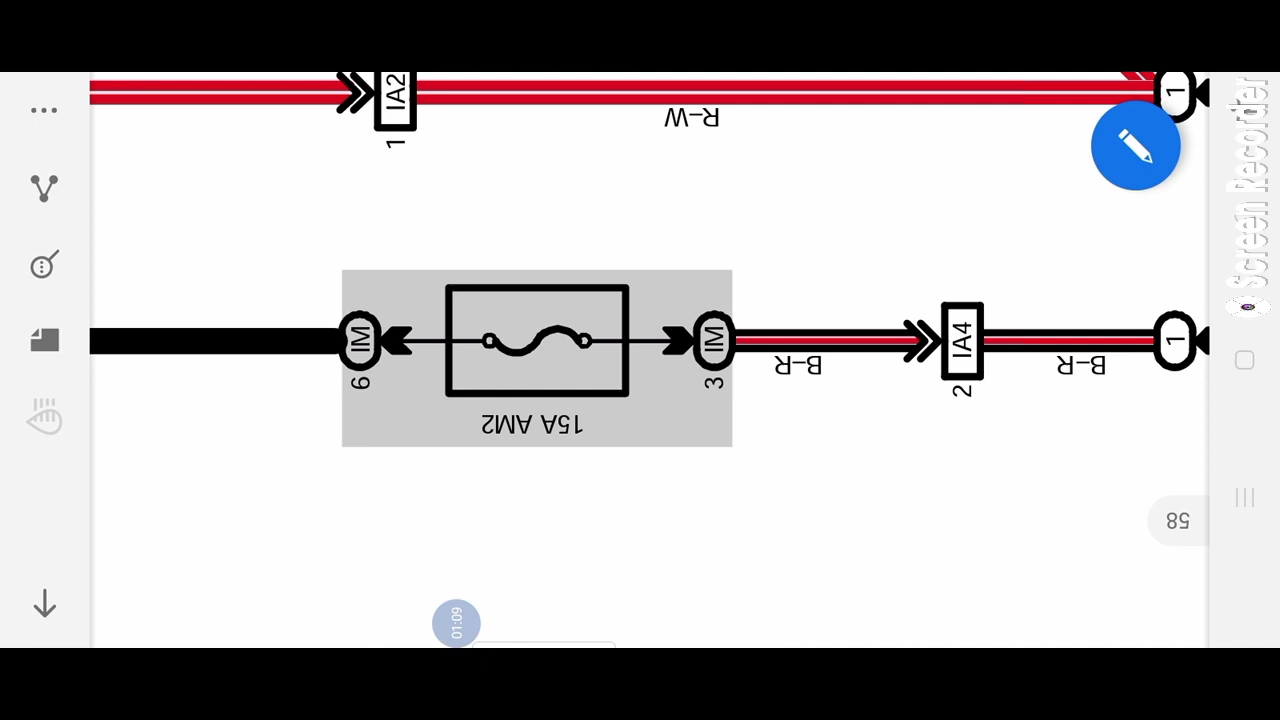 IA2
1
R–W
1
IM
6
15A AM2
IM
3
B–R
IA4
2
B–R
1
58
01:09
Screen Recorder